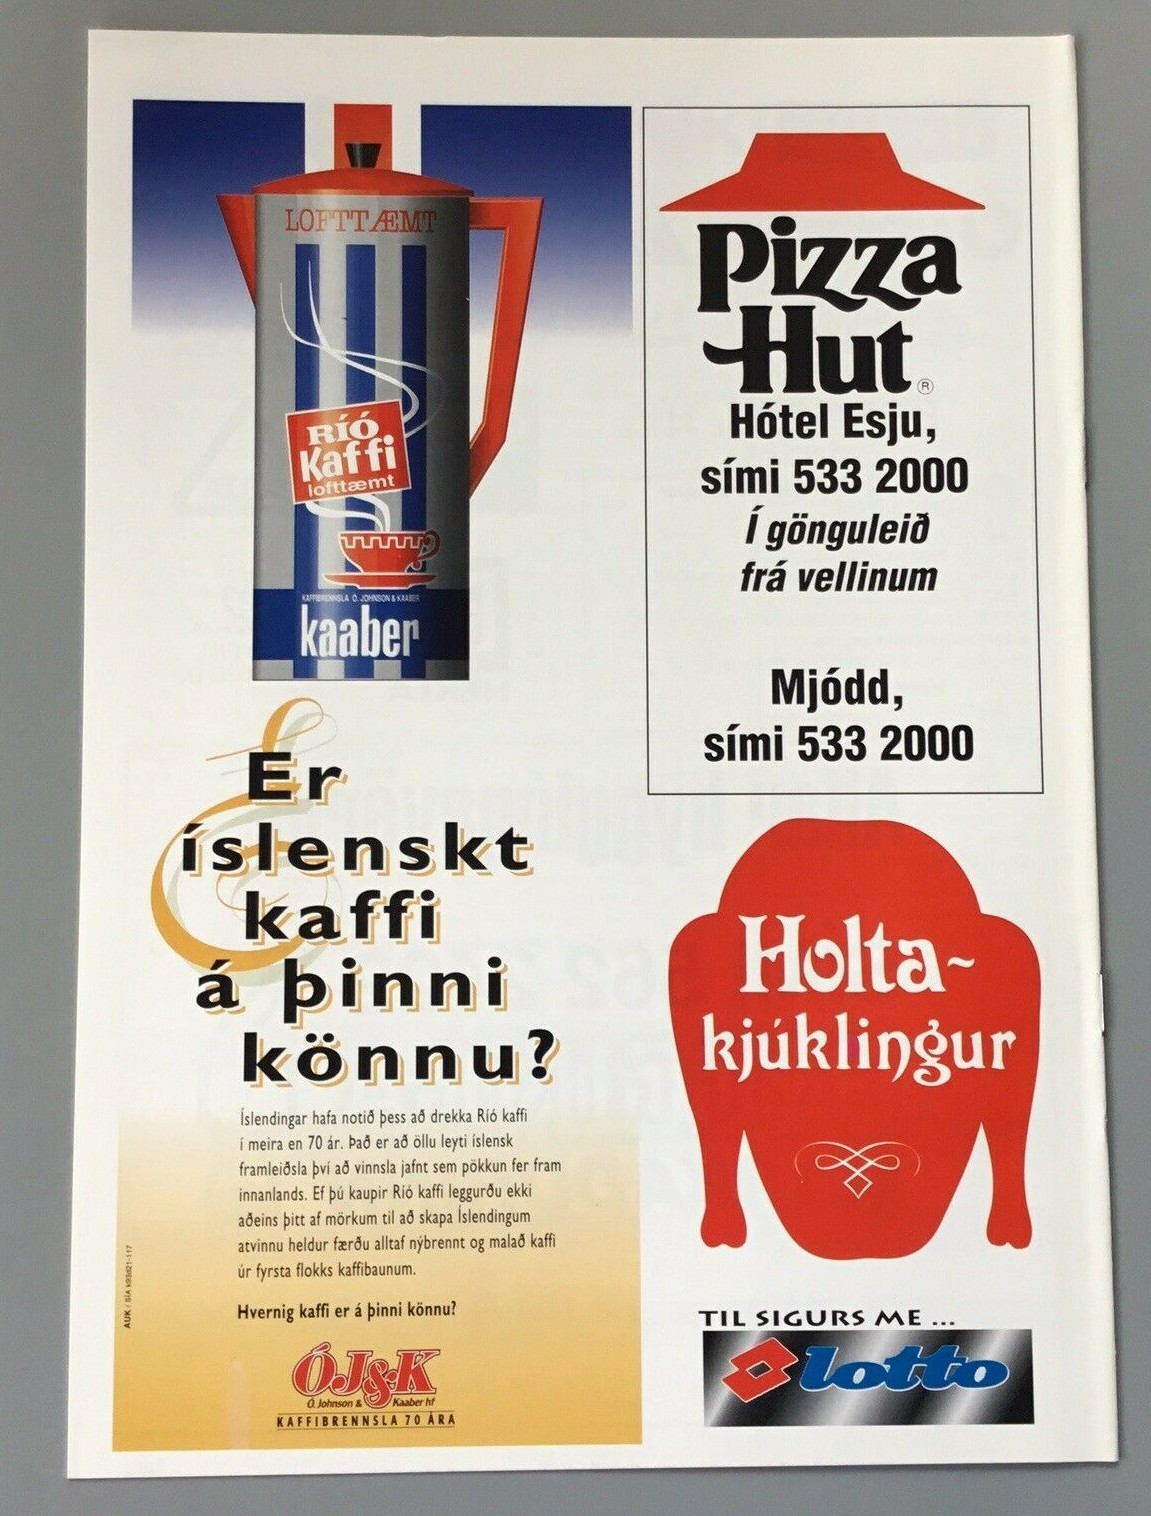 LOFTTÆMT
RÍÓ
Kaffi
lofttæmt
KAFFIBRENNSLA Ó. JOHNSON & KAABER
kaaber
Er
íslenskt
kaffi
á þinni
könnu?
Íslendingar hafa notið þess að drekka Ríó kaffi
í meira en 70 ár. Það er að öllu leyti íslensk
framleiðsla því að vinnsla jafnt sem pökkun fer fram
innanlands. Ef þú kaupir Ríó kaffi leggurðu ekki
aðeins þitt af mörkum til að skapa Íslendingum
atvinnu heldur færðu alltaf nýbrennt og malað kaffi
úr fyrsta flokks kaffibaunum.
Hvernig kaffi er á þinni könnu?
ÓJ&K
Ó. Johnson & Kaaber hf
KAFFIBRENNSLA 70 ÁRA
AUK / SÍA k93d21-117
Pizza
Hut®
Hótel Esju,
sími 533 2000
Í gönguleið
frá vellinum
Mjódd,
sími 533 2000
Holta-
kjúklingur
TIL SIGURS ME ...
lotto